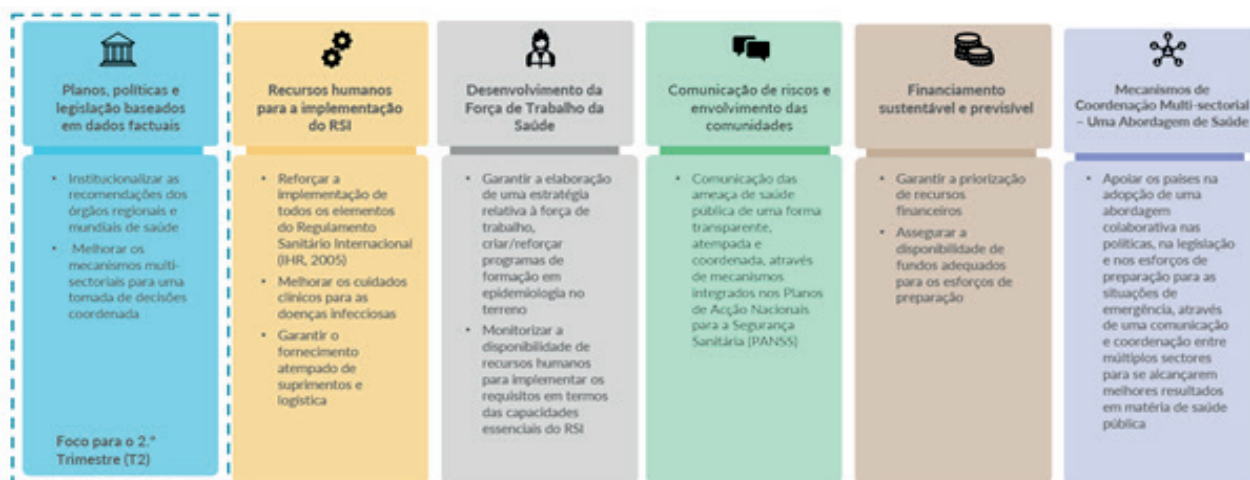 Planos, políticas e
legislação baseados
em dados factuais
• Institucionalizar as
recomendações dos
órgãos regionais e
mundiais de saúde
• Melhorar os
mecanismos multi-
sectoriais para uma
tomada de decisões
coordenada
Foco para o 2.º
Trimestre (T2)
Recursos humanos
para a implementação
do RSI
• Reforçar a
implementação de
todos os elementos
do Regulamento
Sanitário Internacional
(IHR, 2005)
• Melhorar os cuidados
clínicos para as
doenças infecciosas
• Garantir o
fornecimento
atempado de
suprimentos e
logística
Desenvolvimento da
Força de Trabalho da
Saúde
• Garantir a elaboração
de uma estratégia
relativa à força de
trabalho,
criar/reforçar
programas de
formação em
epidemiologia no
terreno
• Monitorizar a
disponibilidade de
recursos humanos
para implementar os
requisitos em termos
das capacidades
essenciais do RSI
Comunicação de riscos e
envolvimento das
comunidades
• Comunicação das
ameaça de saúde
pública de uma forma
transparente,
atempada e
coordenada, através
de mecanismos
integrados nos Planos
de Acção Nacionais
para a Segurança
Sanitária (PANSS)
Financiamento
sustentável e previsível
• Garantir a priorização
de recursos
financeiros
• Assegurar a
disponibilidade de
fundos adequados
para os esforços de
preparação
Mecanismos de
Coordenação Multi-sectorial
– Uma Abordagem de Saúde
• Apoiar os países na
adopção de uma
abordagem
colaborativa nas
políticas, na legislação
e nos esforços de
preparação para as
situações de
emergência, através
de uma comunicação
e coordenação entre
múltiplos sectores
para se alcançarem
melhores resultados
em matéria de saúde
pública